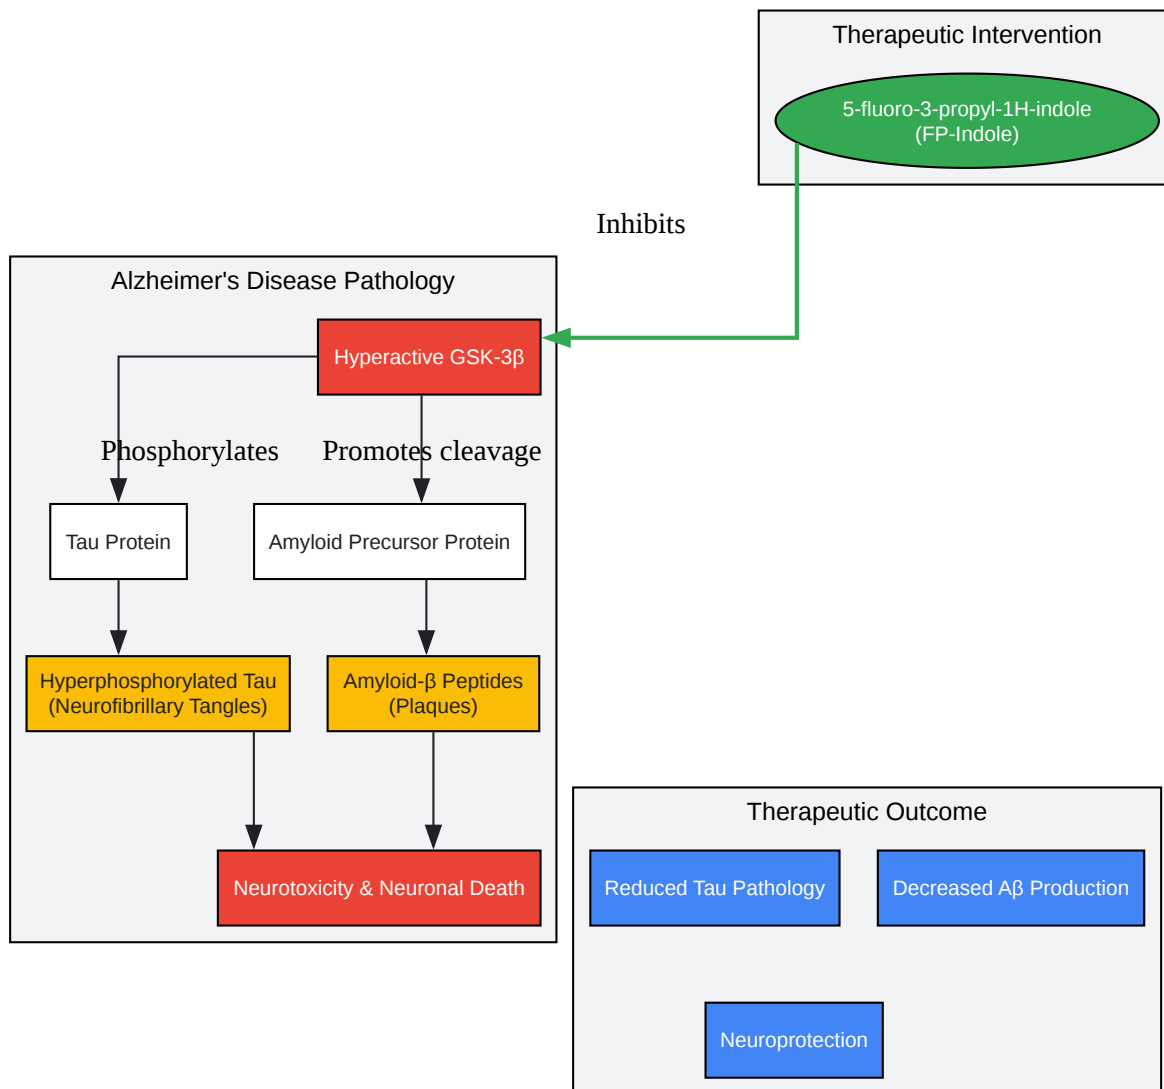 Therapeutic Intervention
5-fluoro-3-propyl-1H-indole
(FP-Indole)
Inhibits
Alzheimer's Disease Pathology
Hyperactive GSK-3β
Phosphorylates
Promotes cleavage
Tau Protein
Amyloid Precursor Protein
Hyperphosphorylated Tau
(Neurofibrillary Tangles)
Amyloid-β Peptides
(Plaques)
Neurotoxicity & Neuronal Death
Therapeutic Outcome
Reduced Tau Pathology
Decreased Aβ Production
Neuroprotection